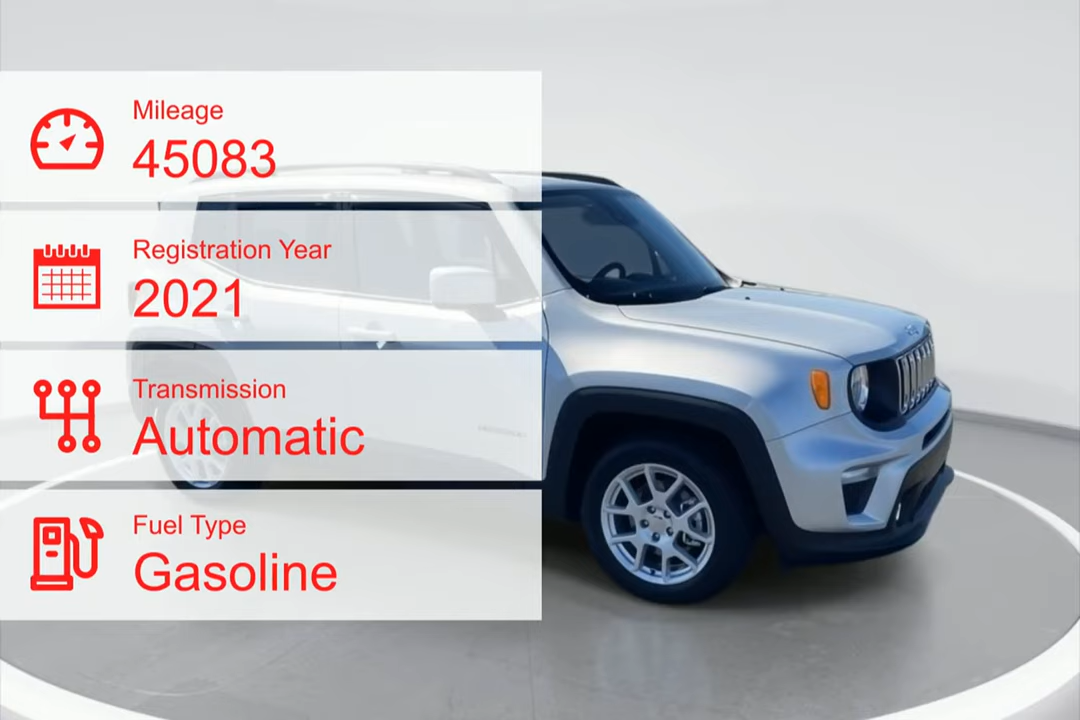 Mileage
45083
Registration Year
2021
Transmission
Automatic
Fuel Type
Gasoline